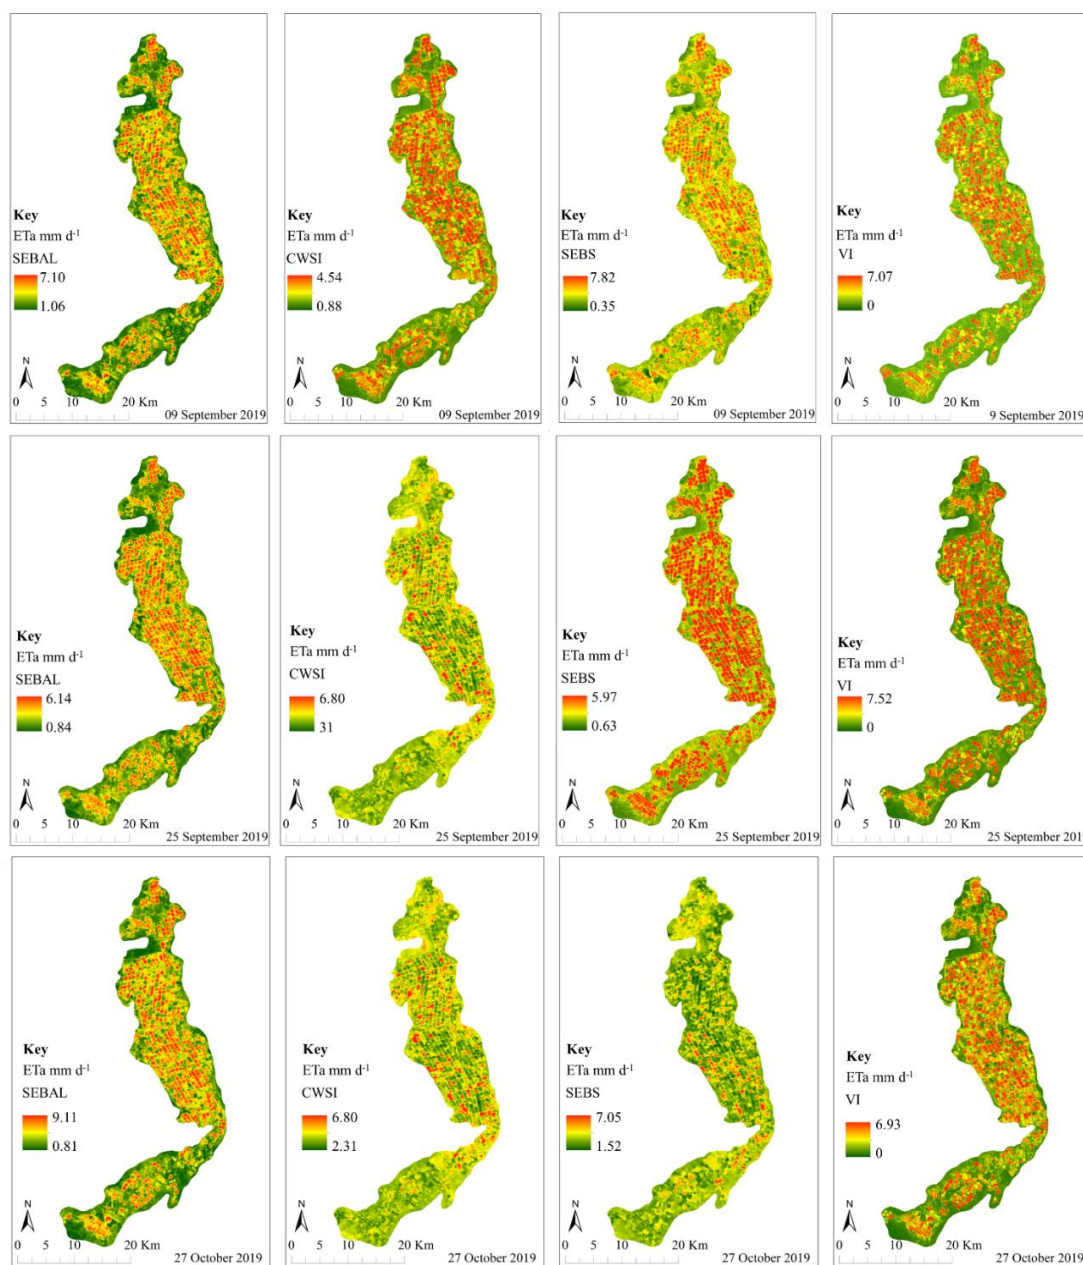 Key
ETa mm d⁻¹
SEBAL
7.10
1.06
N
0 5 10 20 Km
09 September 2019
Key
ETa mm d⁻¹
CWSI
4.54
0.88
N
0 5 10 20 Km
09 September 2019
Key
ETa mm d⁻¹
SEBS
7.82
0.35
N
0 5 10 20 Km
09 September 2019
Key
ETa mm d⁻¹
VI
7.07
0
N
0 5 10 20 Km
9 September 2019
Key
ETa mm d⁻¹
SEBAL
6.14
0.84
N
0 5 10 20 Km
25 September 2019
Key
ETa mm d⁻¹
CWSI
6.80
31
N
0 5 10 20 Km
25 September 2019
Key
ETa mm d⁻¹
SEBS
5.97
0.63
N
0 5 10 20 Km
25 September 2019
Key
ETa mm d⁻¹
VI
7.52
0
N
0 5 10 20 Km
25 September 201
Key
ETa mm d⁻¹
SEBAL
9.11
0.81
N
0 5 10 20 Km
27 October 2019
Key
ETa mm d⁻¹
CWSI
6.80
2.31
N
0 5 10 20 Km
27 October 2019
Key
ETa mm d⁻¹
SEBS
7.05
1.52
N
0 5 10 20 Km
27 October 2019
Key
ETa mm d⁻¹
VI
6.93
0
N
0 5 10 20 Km
27 October 2019